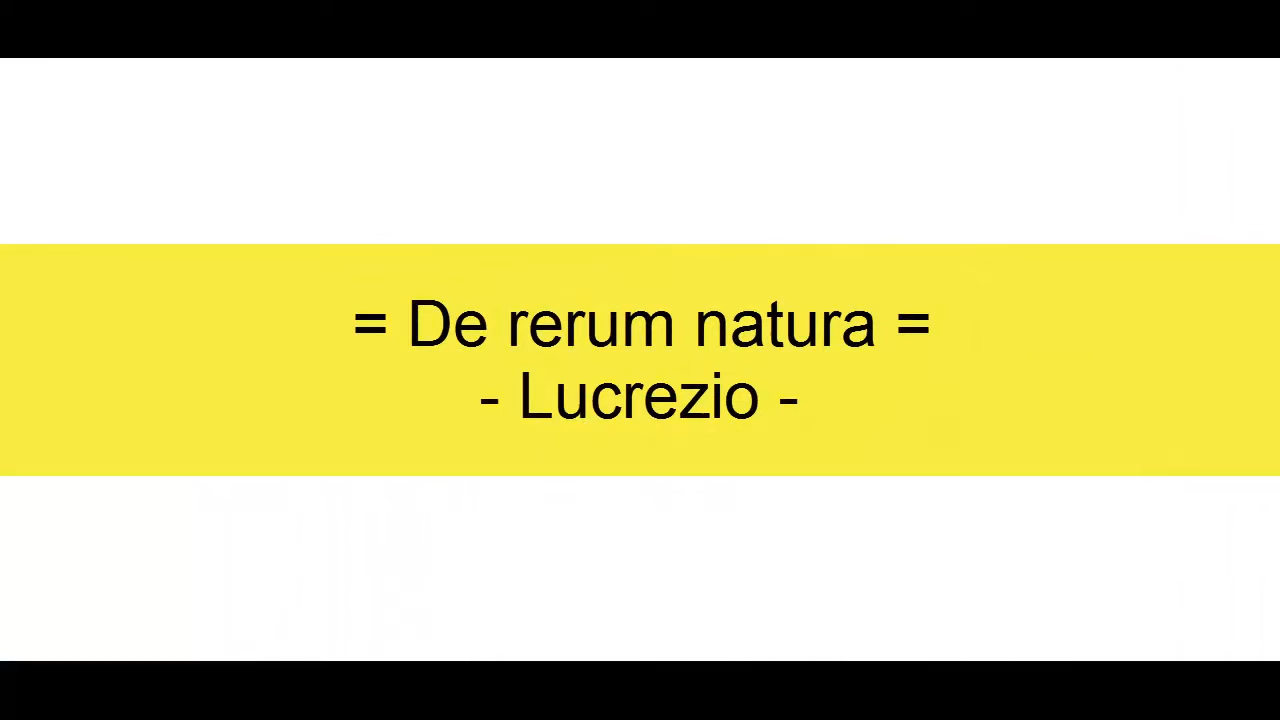 = De rerum natura =
- Lucrezio -